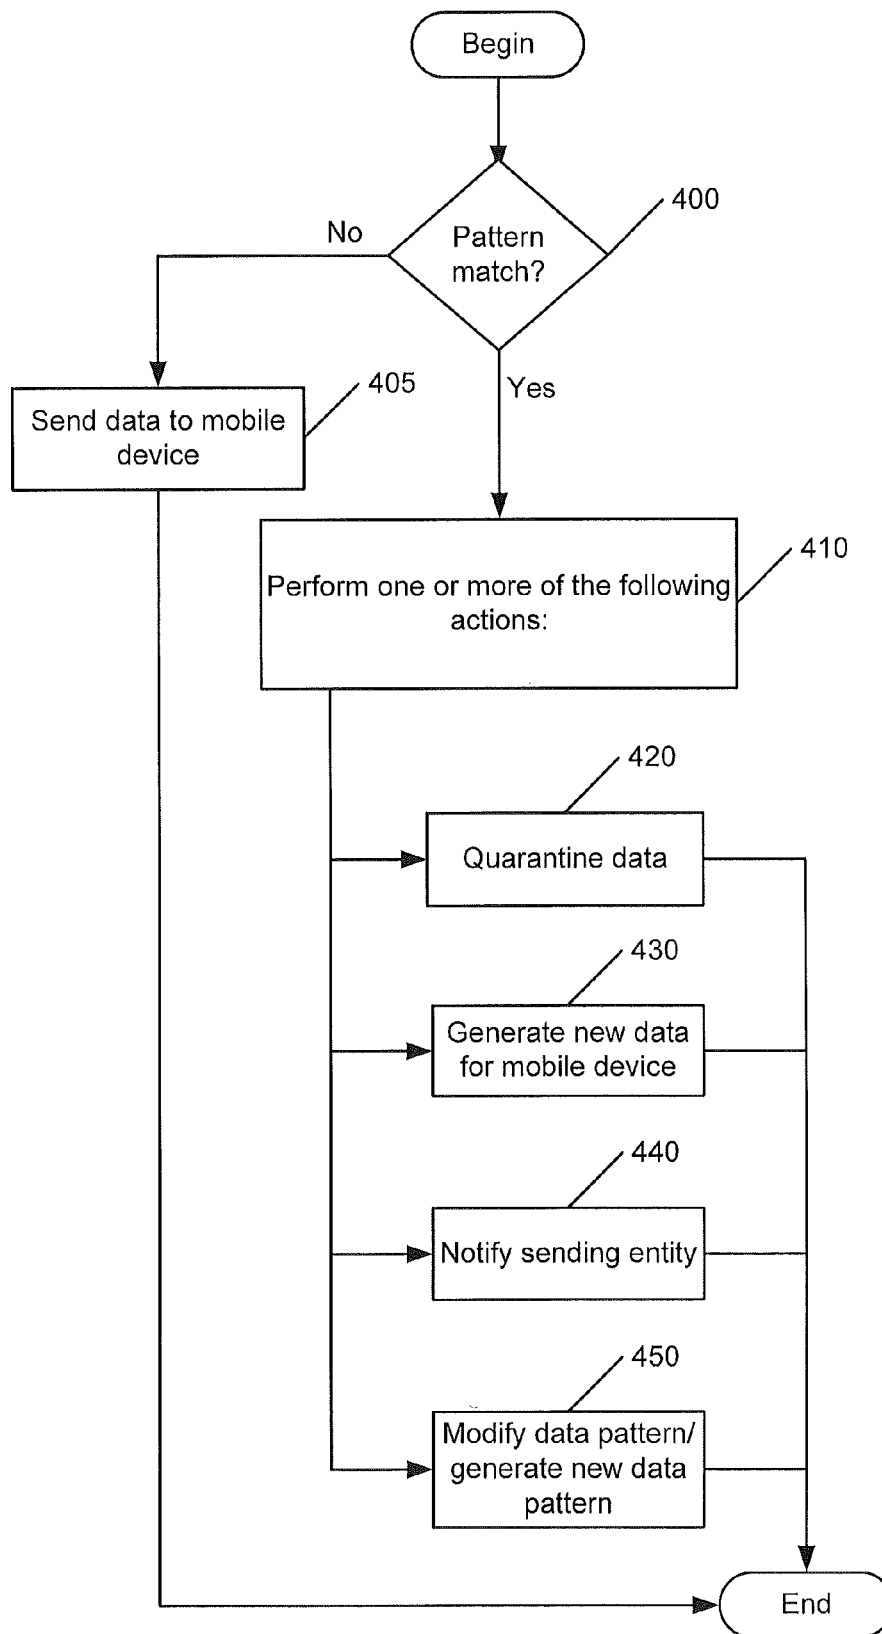 Begin
400
Pattern
match?
No
Yes
405
Send data to mobile
device
410
Perform one or more of the following
actions:
420
Quarantine data
430
Generate new data
for mobile device
440
Notify sending entity
450
Modify data pattern/
generate new data
pattern
End